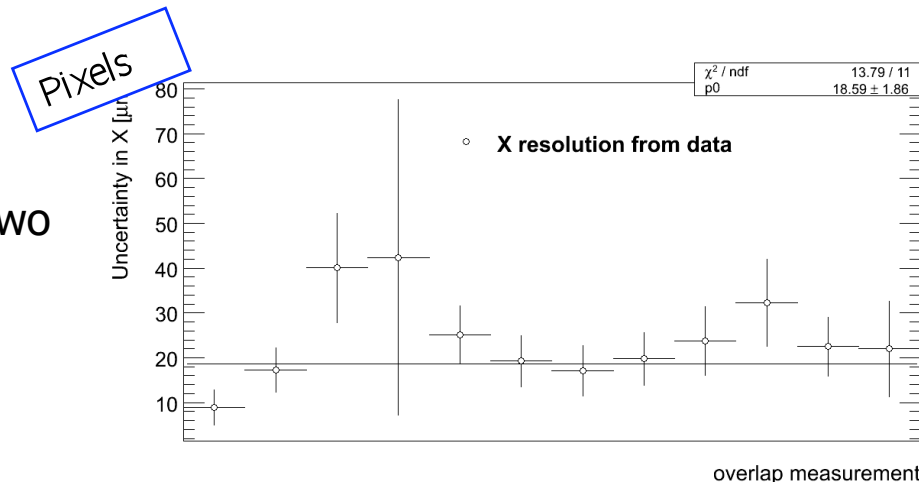 Pixels
χ² / ndf 13.79 / 11
p0 18.59 ± 1.86
Uncertainty in X
80
70
60
50
40
30
20
10
X resolution from data
overlap measurement